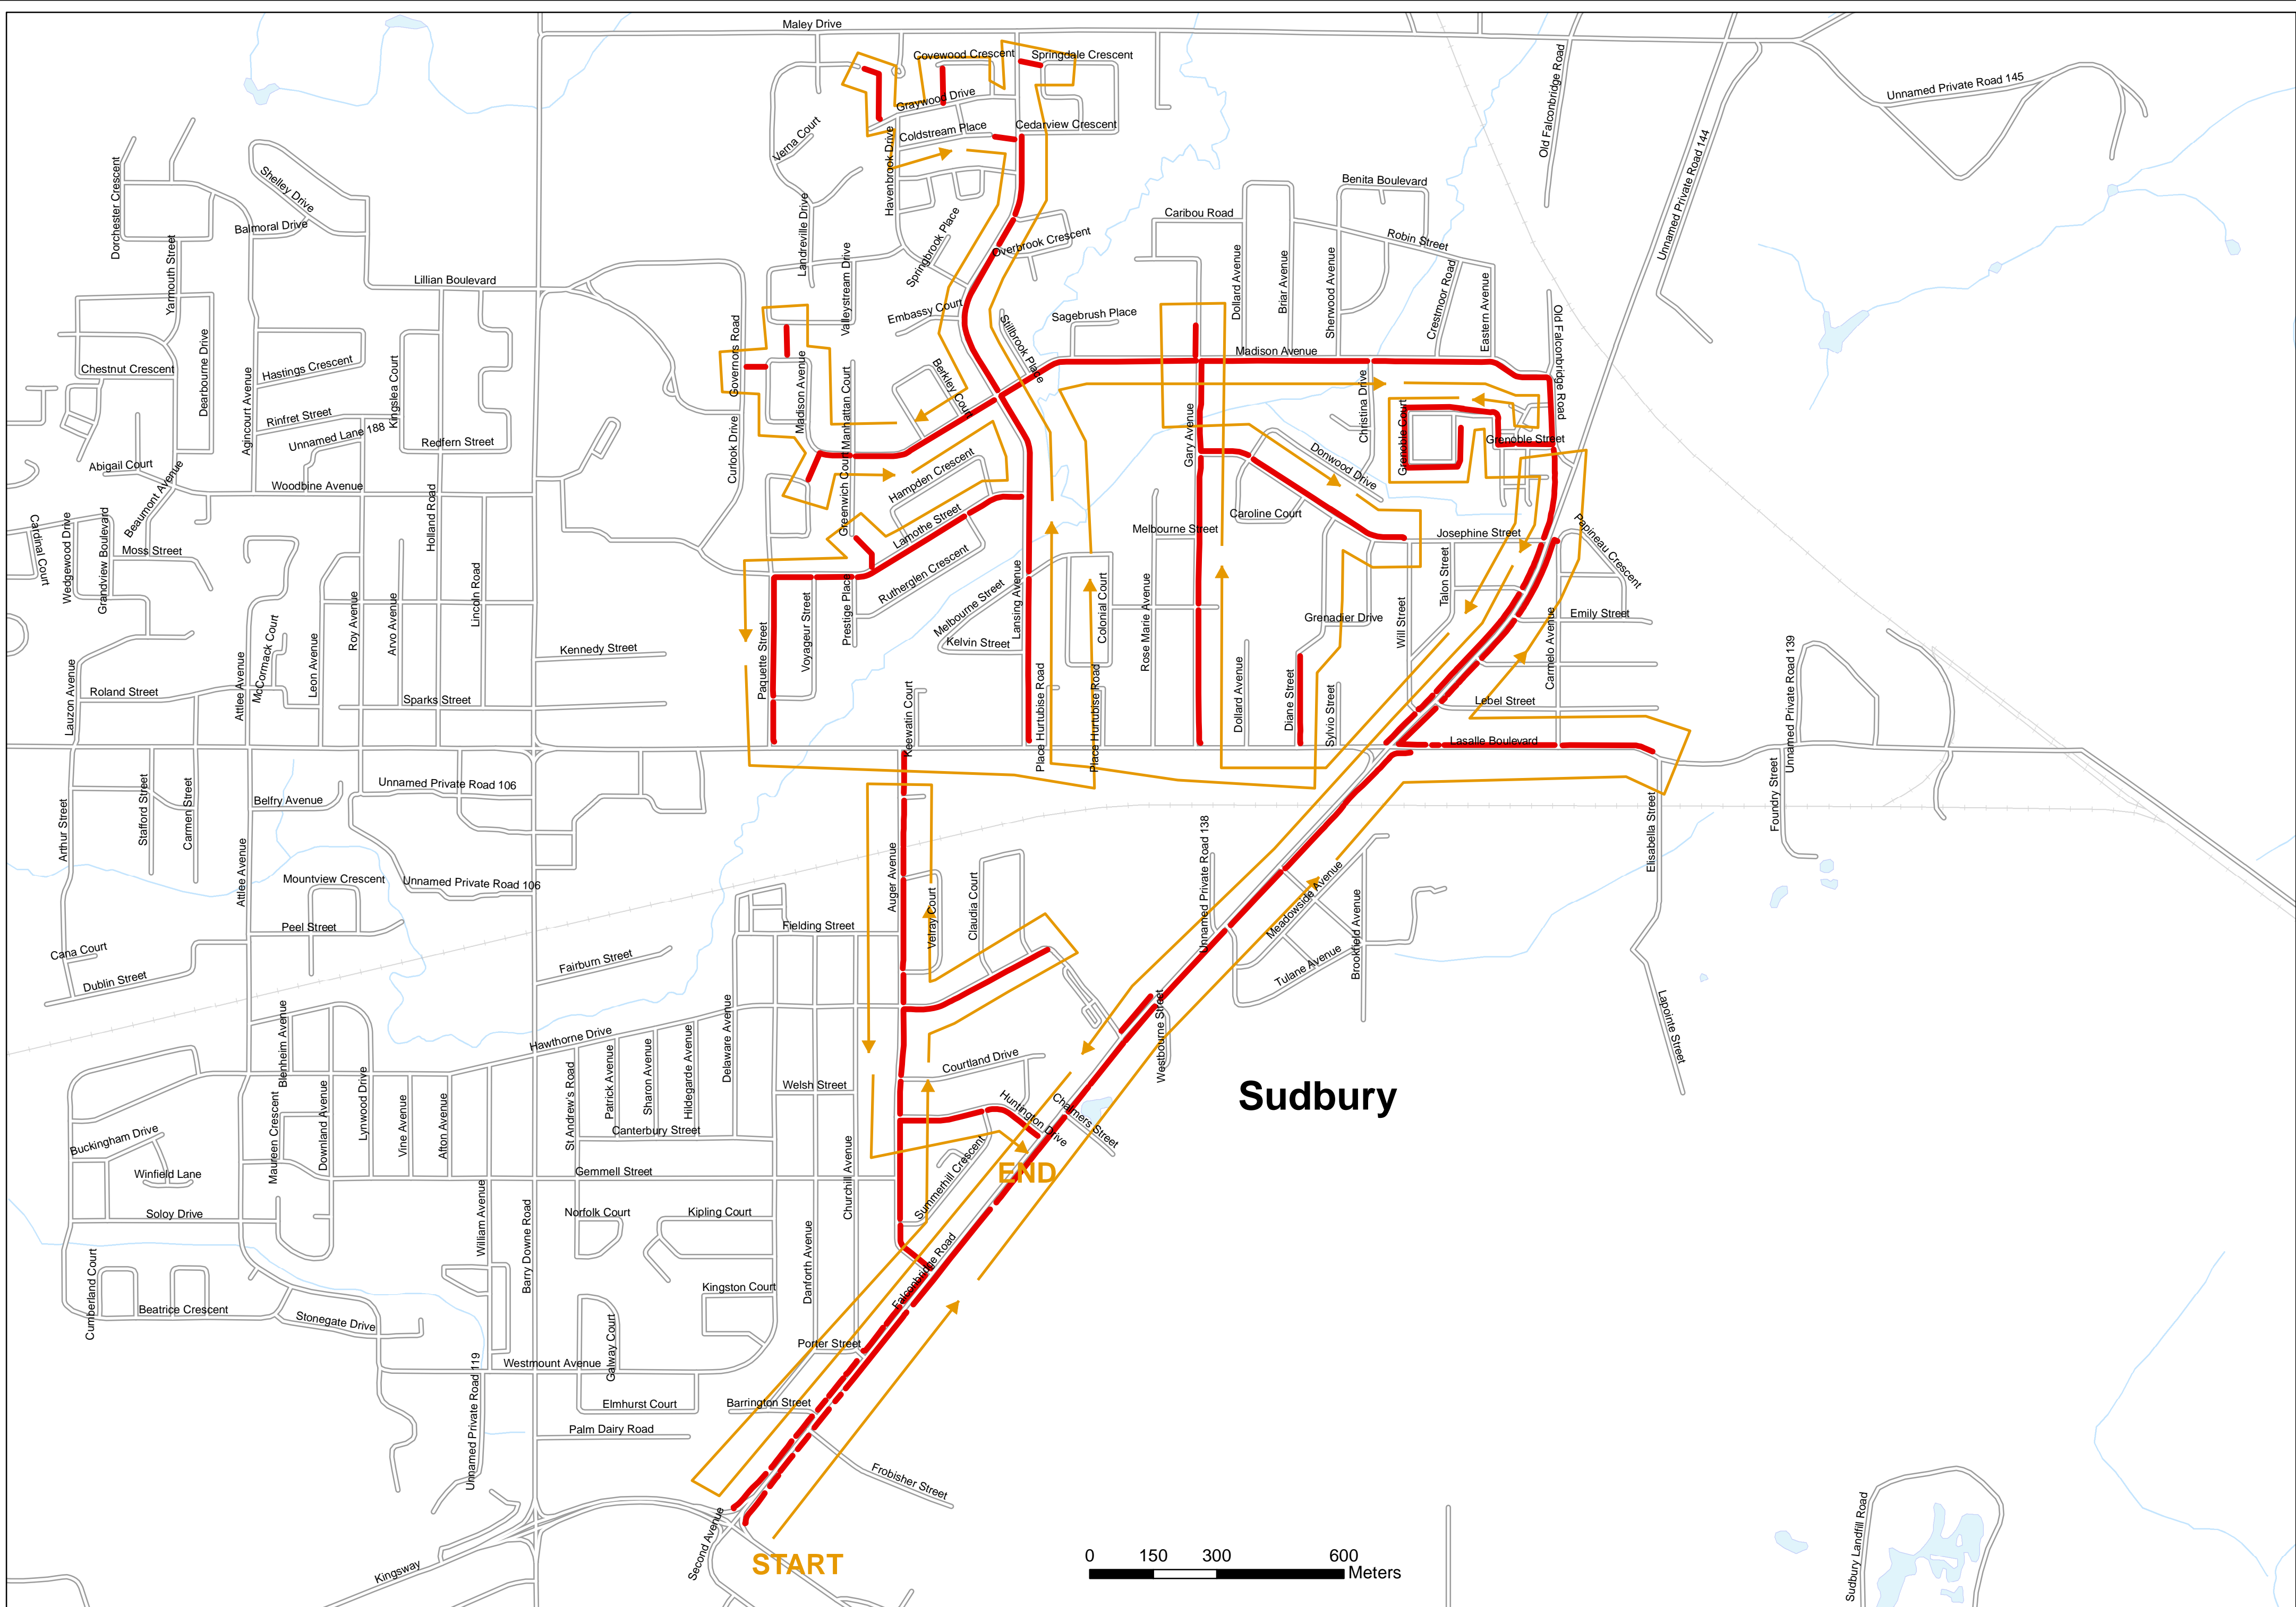 Maley Drive
Covewood Crescent
Springdale Crescent
Old Falconbridge Road
Unnamed Private Road 145
Graywood Drive
Coldstream Place
Cedarview Crescent
Verna Court
Havenbrook Drive
Unnamed Private Road 144
Dorchester Crescent
Shelley Drive
Balmoral Drive
Yarmouth Street
Landreville Drive
Springbrook Place
Overbrook Crescent
Benita Boulevard
Caribou Road
Robin Street
Lillian Boulevard
Valleystream Drive
Embassy Court
Stillbrook Place
Sagebrush Place
Dollard Avenue
Briar Avenue
Sherwood Avenue
Crestmoor Road
Eastern Avenue
Old Falconbridge Road
Chestnut Crescent
Dearbourne Drive
Agincourt Avenue
Hastings Crescent
Kingslea Court
Governors Road
Madison Avenue
Berkley Court
Madison Avenue
Christina Drive
Rinfret Street
Unnamed Lane 188
Redfern Street
Curlook Drive
Greenwich Court
Manhattan Court
Hampden Crescent
Gary Avenue
Donwood Drive
Grenoble Court
Grenoble Street
Abigail Court
Beaumont Avenue
Woodbine Avenue
Cardinal Court
Wedgewood Drive
Grandview Boulevard
Moss Street
Holland Road
Lamothe Street
Rutherglen Crescent
Melbourne Street
Caroline Court
Josephine Street
Papineau Crescent
Lincoln Road
Roy Avenue
Arvo Avenue
Leon Avenue
McCormack Court
Attlee Avenue
Paquette Street
Voyageur Street
Prestige Place
Melbourne Street
Kelvin Street
Lansing Avenue
Colonial Court
Rose Marie Avenue
Grenadier Drive
Will Street
Talon Street
Emily Street
Carmelo Avenue
Kennedy Street
Lauzon Avenue
Roland Street
Sparks Street
Keewatin Court
Place Hurtubise Road
Place Hurtubise Road
Dollard Avenue
Diane Street
Sylvio Street
Lebel Street
Lasalle Boulevard
Unnamed Private Road 139
Foundry Street
Arthur Street
Stafford Street
Carmen Street
Belfry Avenue
Unnamed Private Road 106
Elisabella Street
Attlee Avenue
Mountview Crescent
Unnamed Private Road 106
Peel Street
Auger Avenue
Velray Court
Claudia Court
Unnamed Private Road 138
Meadowside Avenue
Brookfield Avenue
Fielding Street
Cana Court
Dublin Street
Fairburn Street
Tulane Avenue
Westbourne Street
Lapointe Street
Blenheim Avenue
Hawthorne Drive
Delaware Avenue
Courtland Drive
Maureen Crescent
Downland Avenue
Lynwood Drive
Vine Avenue
Afton Avenue
St Andrew's Road
Patrick Avenue
Sharon Avenue
Hildegarde Avenue
Welsh Street
Huntington Drive
Chalmers Street
Sudbury
Buckingham Drive
Winfield Lane
Canterbury Street
Gemmell Street
Churchill Avenue
Summerhill Crescent
END
Soloy Drive
William Avenue
Barry Downe Road
Norfolk Court
Kipling Court
Danforth Avenue
Falconbridge Road
Cumberland Court
Beatrice Crescent
Stonegate Drive
Kingston Court
Galway Court
Porter Street
Westmount Avenue
Unnamed Private Road 119
Elmhurst Court
Barrington Street
Palm Dairy Road
Frobisher Street
Second Avenue
Kingsway
START
0 150 300 600
Meters
Sudbury Landfill Road